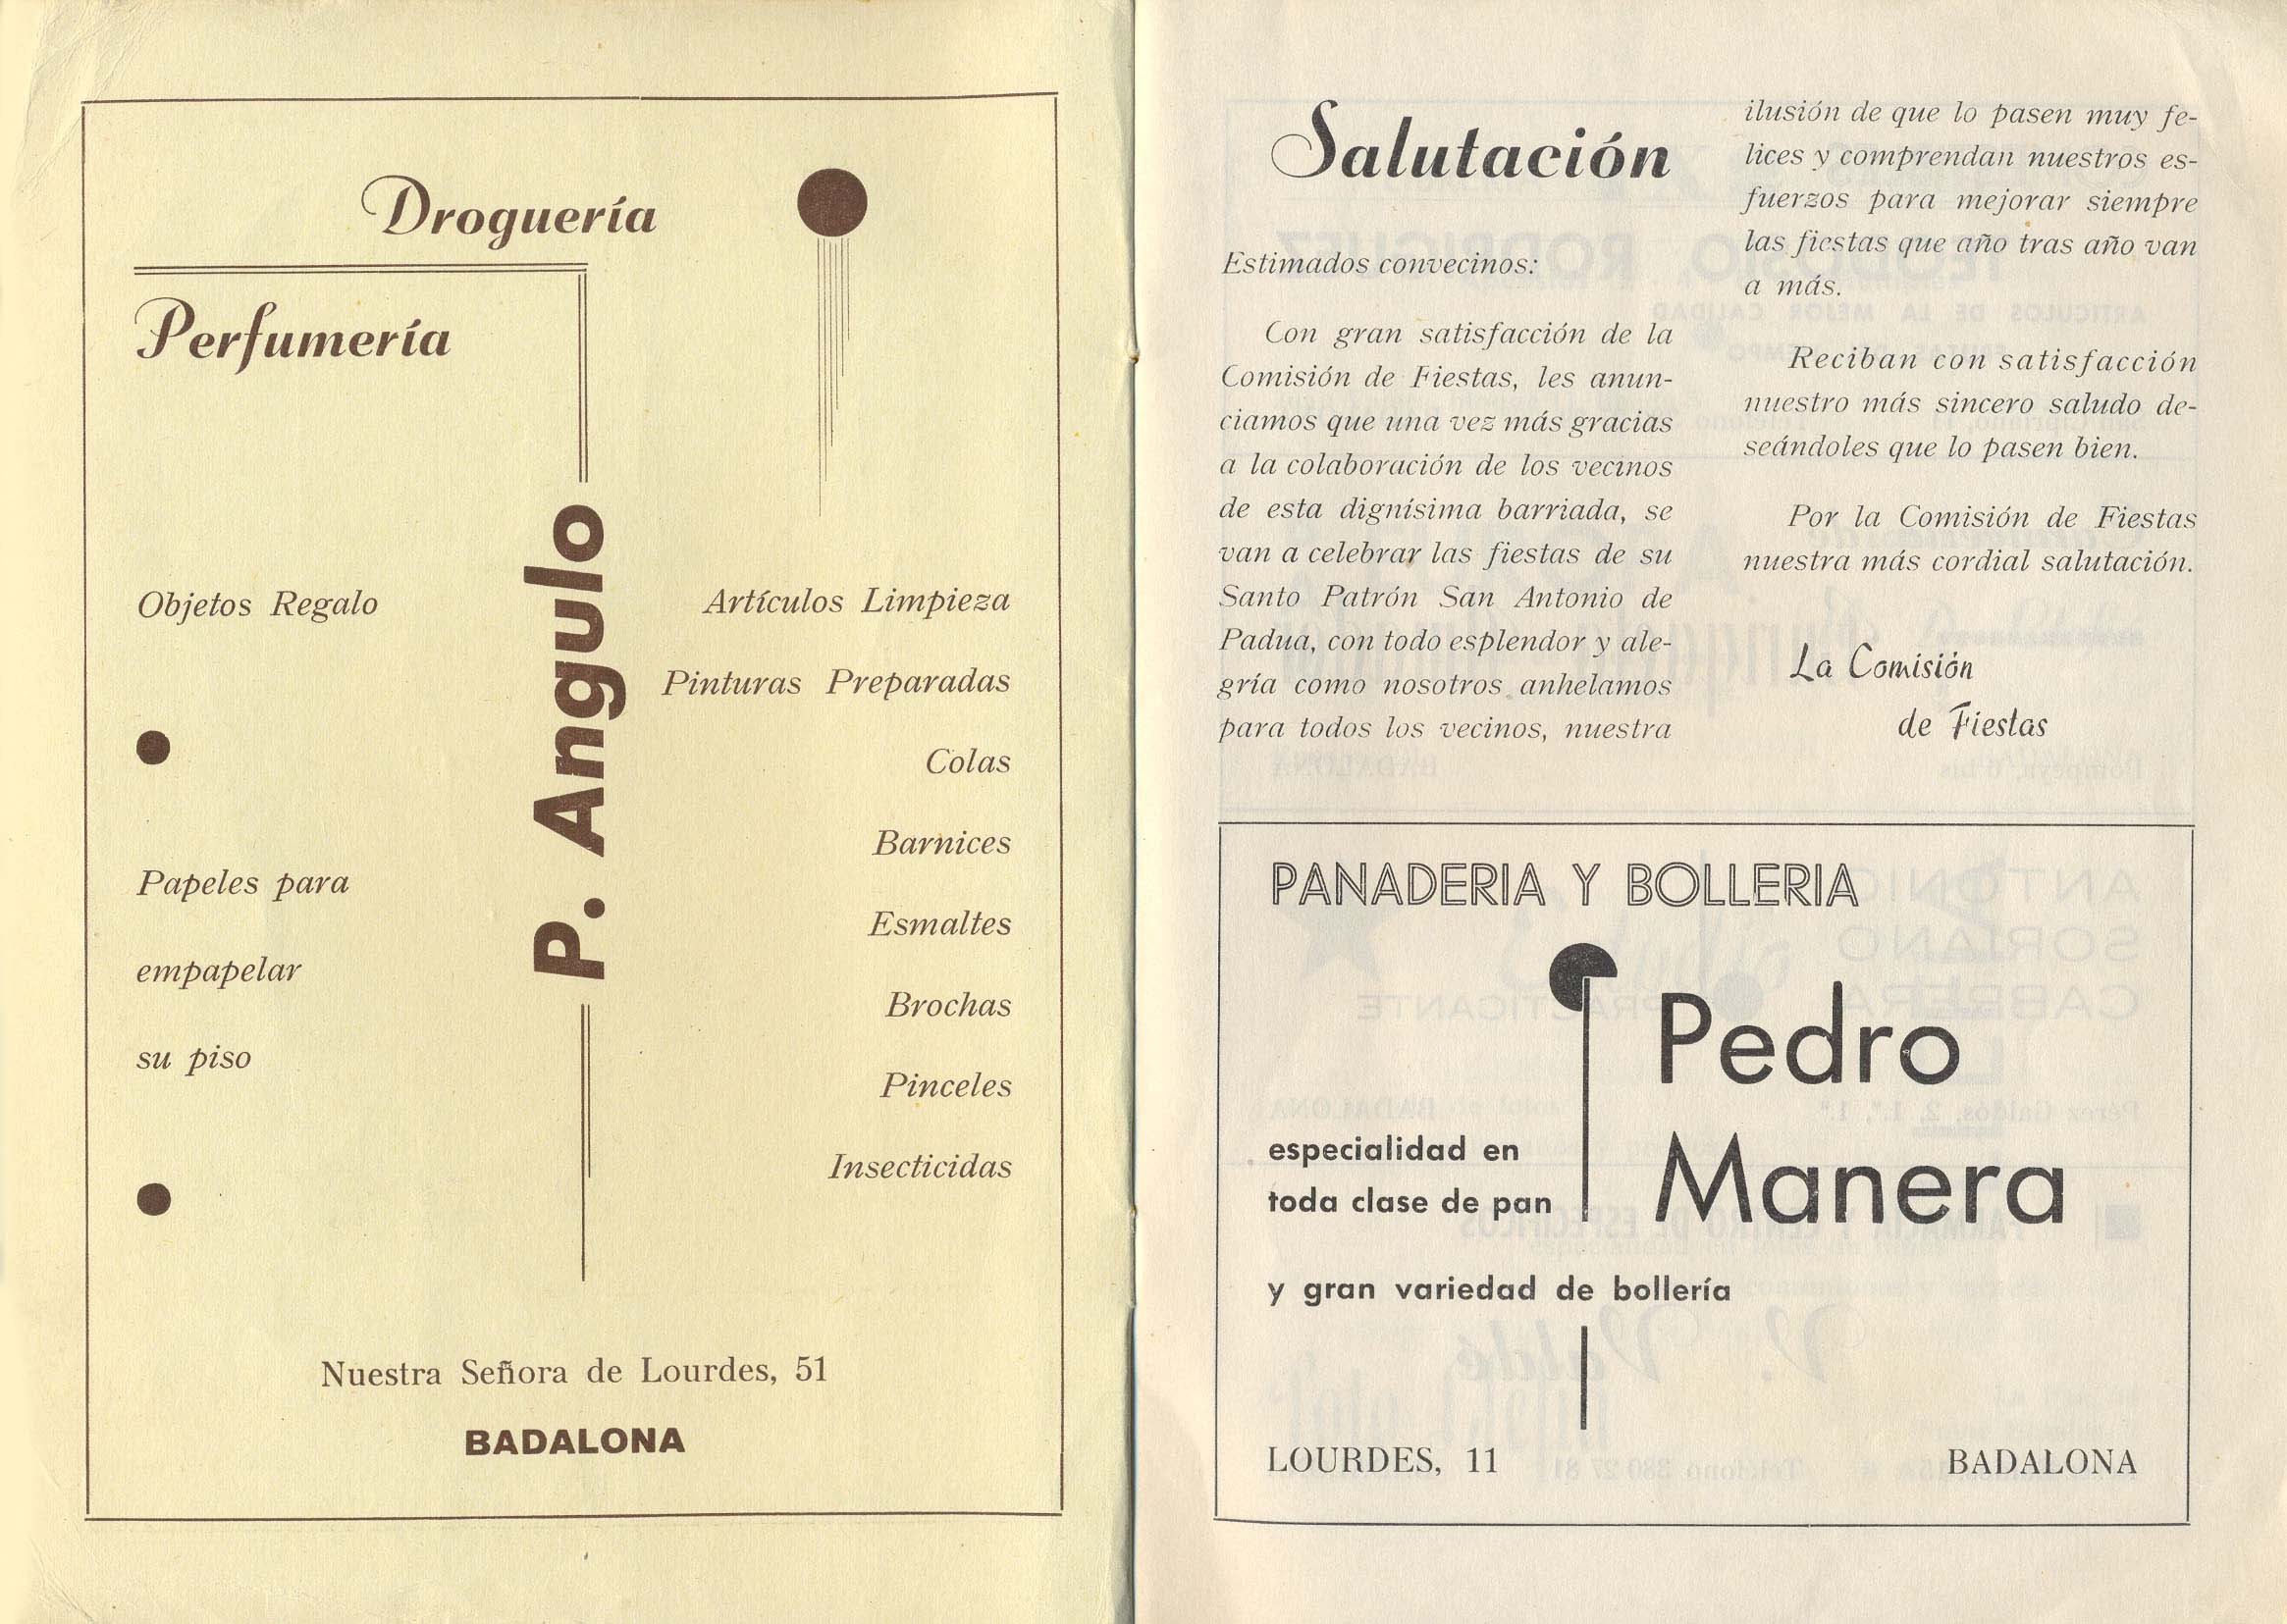 Droguería
Perfumería
P. Angulo
Objetos Regalo
Papeles para
empapelar
su piso
Artículos Limpieza
Pinturas Preparadas
Colas
Barnices
Esmaltes
Brochas
Pinceles
Insecticidas
Nuestra Señora de Lourdes, 51
BADALONA
Salutación
Estimados convecinos:
Con gran satisfacción de la
Comisión de Fiestas, les anun-
ciamos que una vez más gracias
a la colaboración de los vecinos
de esta dignísima barriada, se
van a celebrar las fiestas de su
Santo Patrón San Antonio de
Padua, con todo esplendor y ale-
gría como nosotros anhelamos
para todos los vecinos, nuestra
ilusión de que lo pasen muy fe-
lices y comprendan nuestros es-
fuerzos para mejorar siempre
las fiestas que año tras año van
a más.
Reciban con satisfacción
nuestro más sincero saludo de-
seándoles que lo pasen bien.
Por la Comisión de Fiestas
nuestra más cordial salutación.
La Comisión
de Fiestas
PANADERIA Y BOLLERIA
Pedro
Manera
especialidad en
toda clase de pan
y gran variedad de bollería
LOURDES, 11
BADALONA